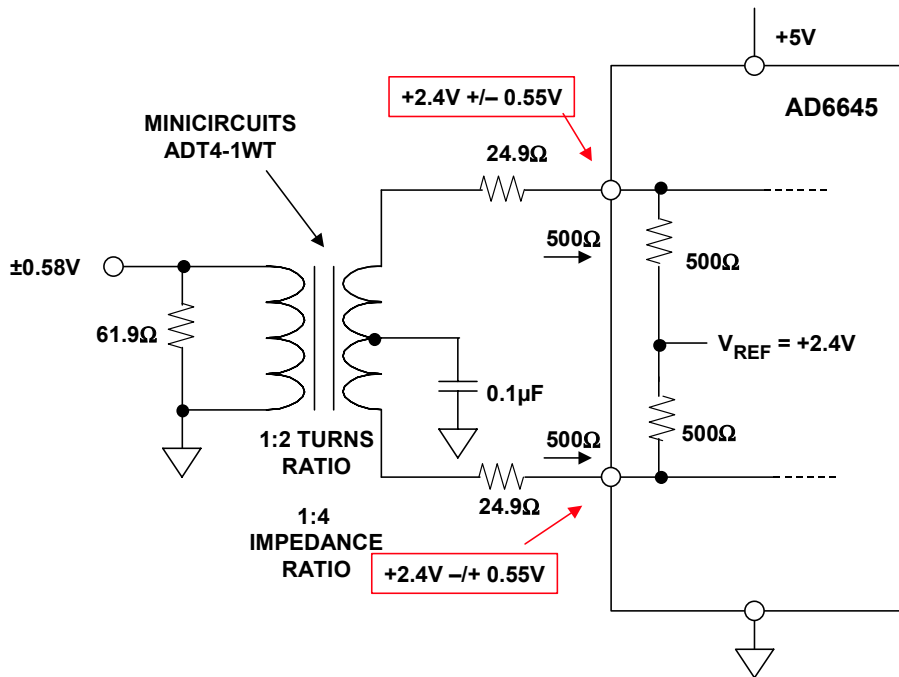 +5V
+2.4V +/– 0.55V
AD6645
MINICIRCUITS
ADT4-1WT
24.9Ω
±0.58V
500Ω
500Ω
61.9Ω
VREF = +2.4V
0.1µF
1:2 TURNS
RATIO
500Ω
500Ω
24.9Ω
1:4
IMPEDANCE
RATIO
+2.4V –/+ 0.55V